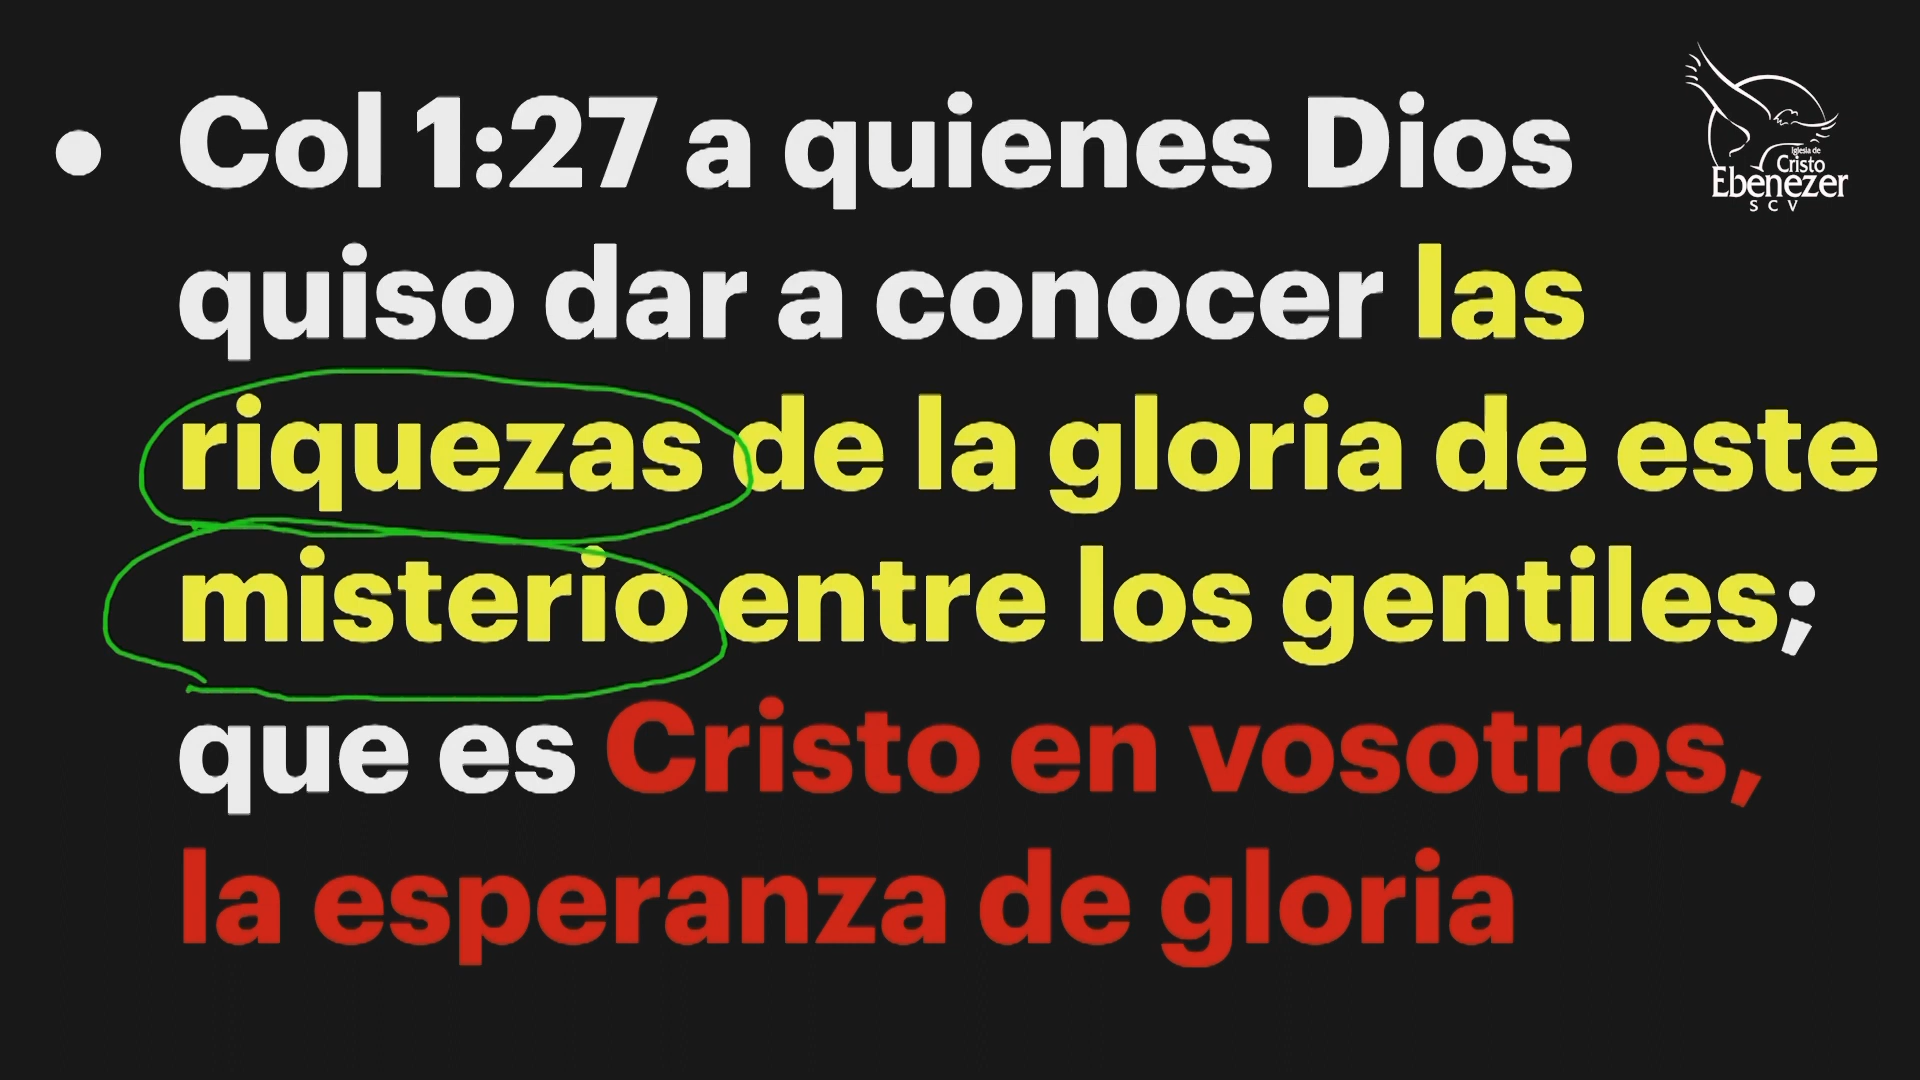 • Col 1:27 a quienes Dios
quiso dar a conocer las
riquezas de la gloria de este
misterio entre los gentiles;
que es Cristo en vosotros,
la esperanza de gloria
Iglesia de
Cristo
Ebenezer
SCV